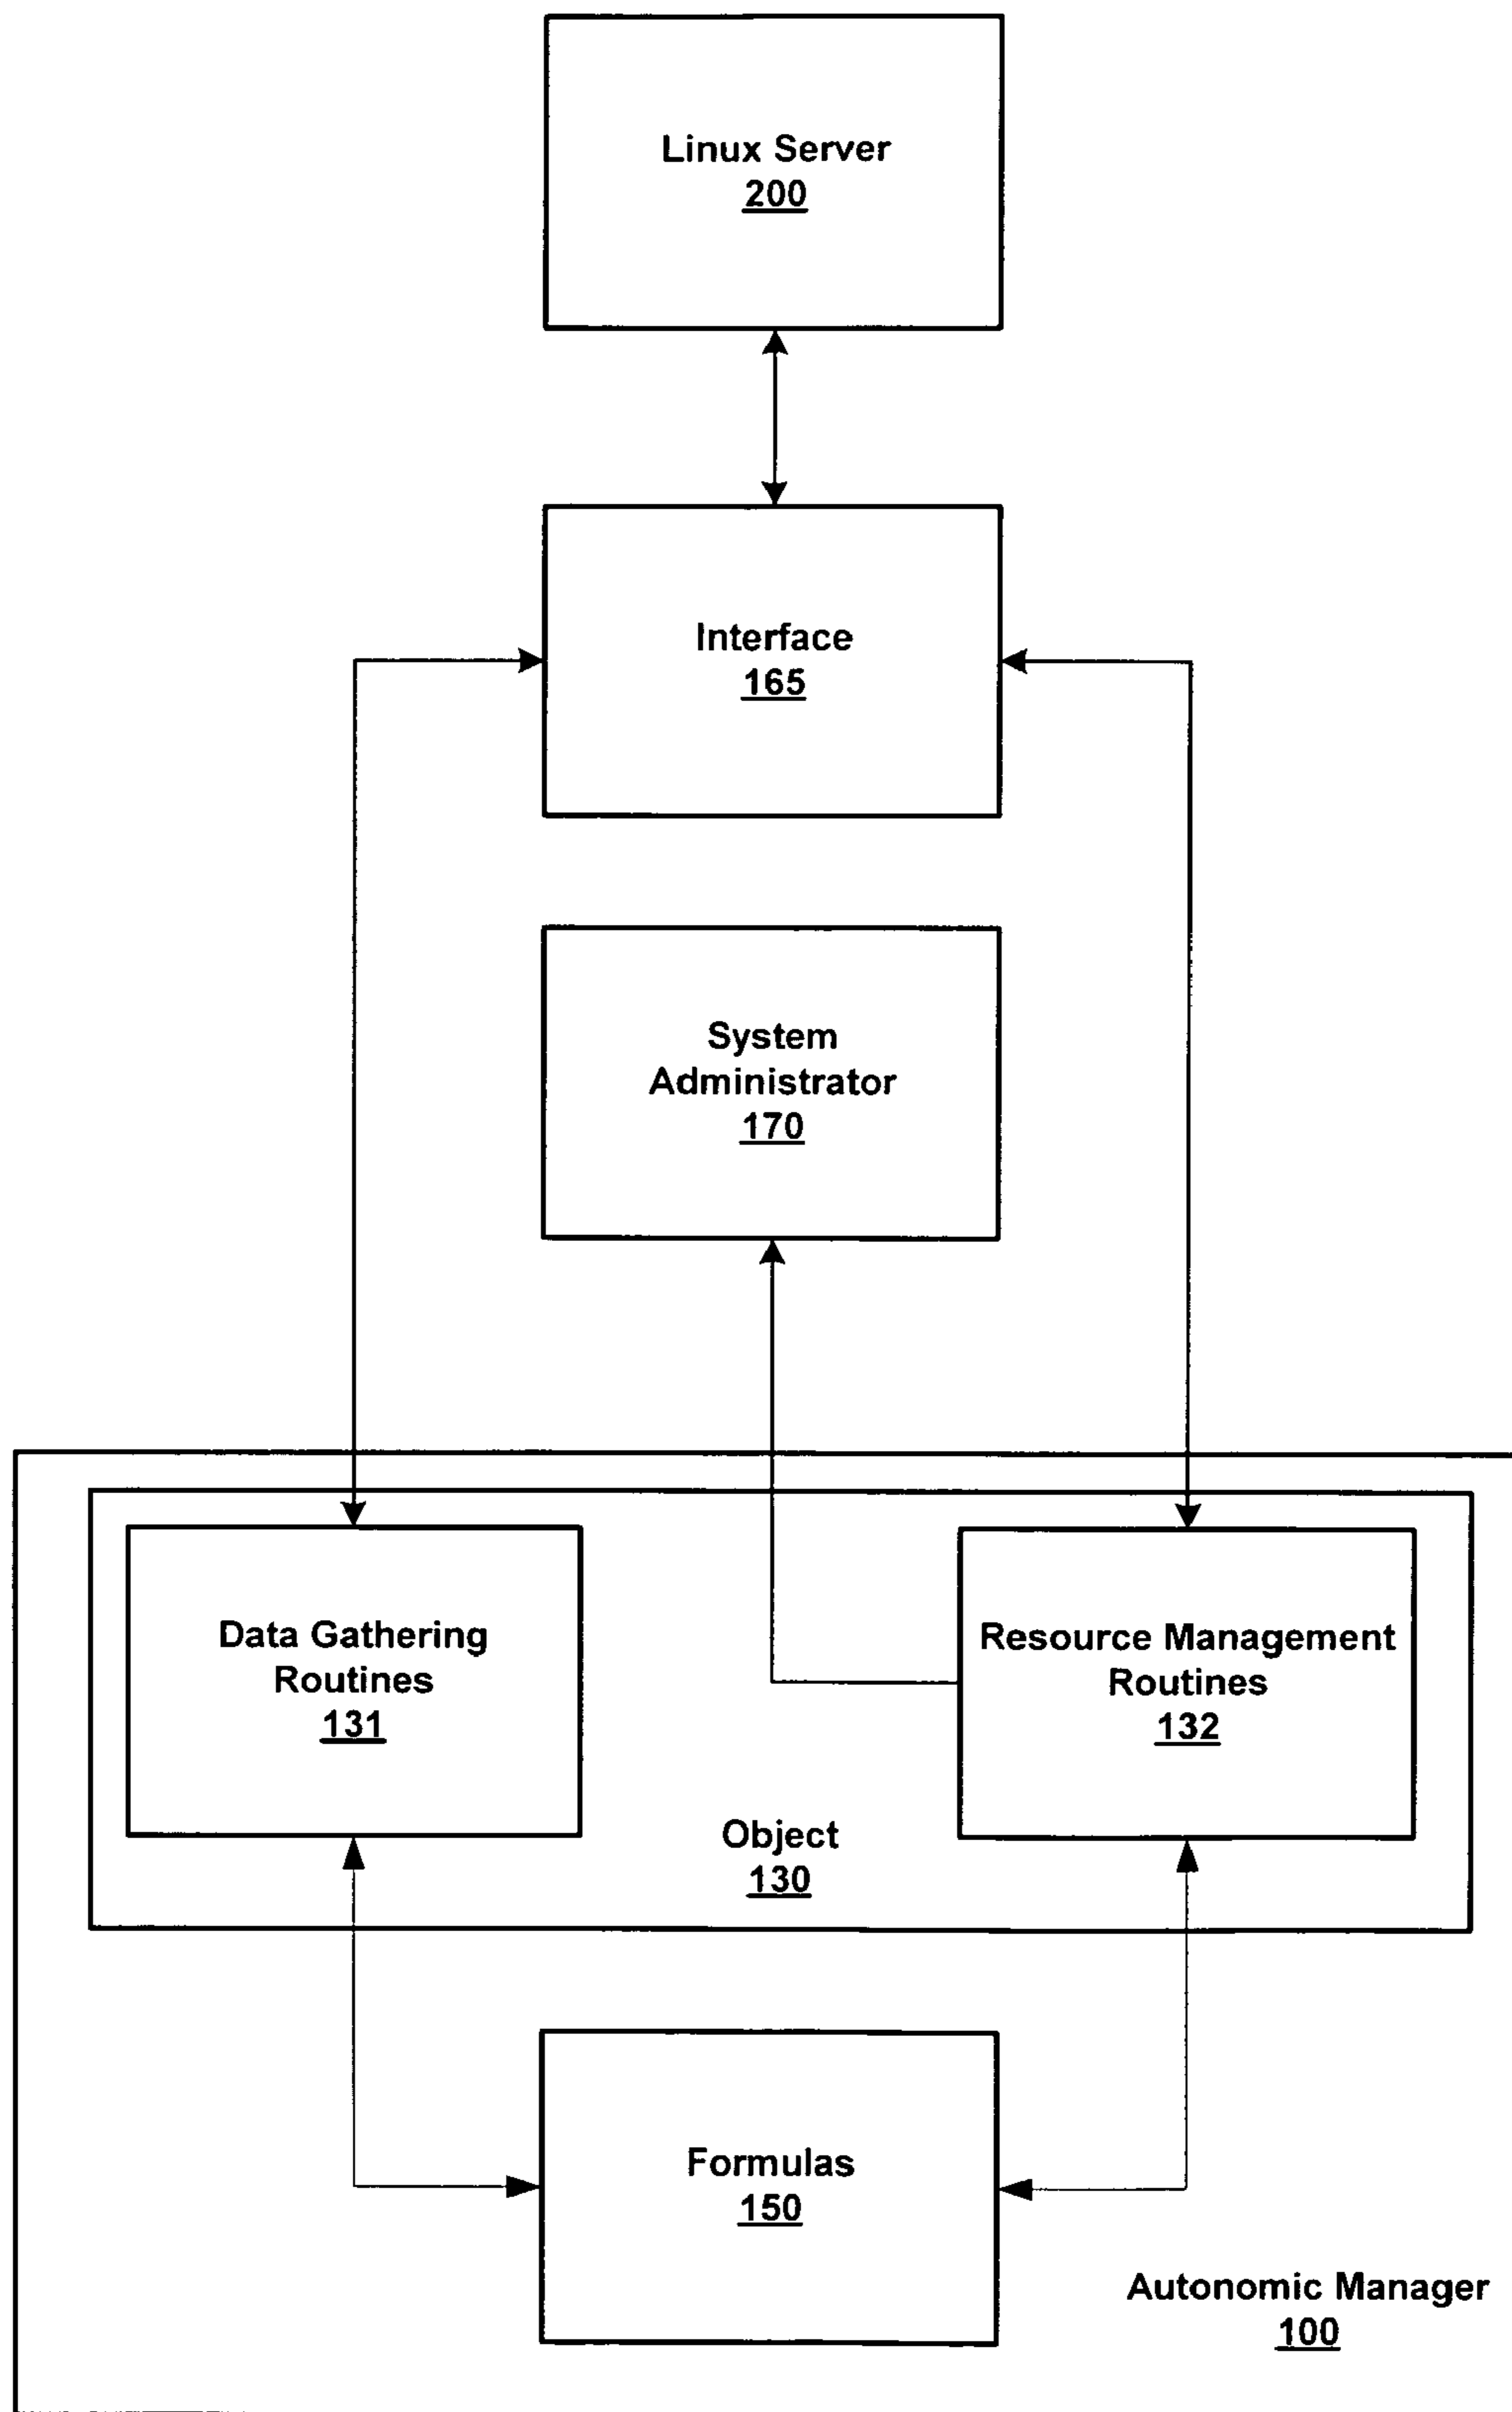 Linux Server
200
Interface
165
System
Administrator
170
Data Gathering
Routines
131
Resource Management
Routines
132
Object
130
Formulas
150
Autonomic Manager
100